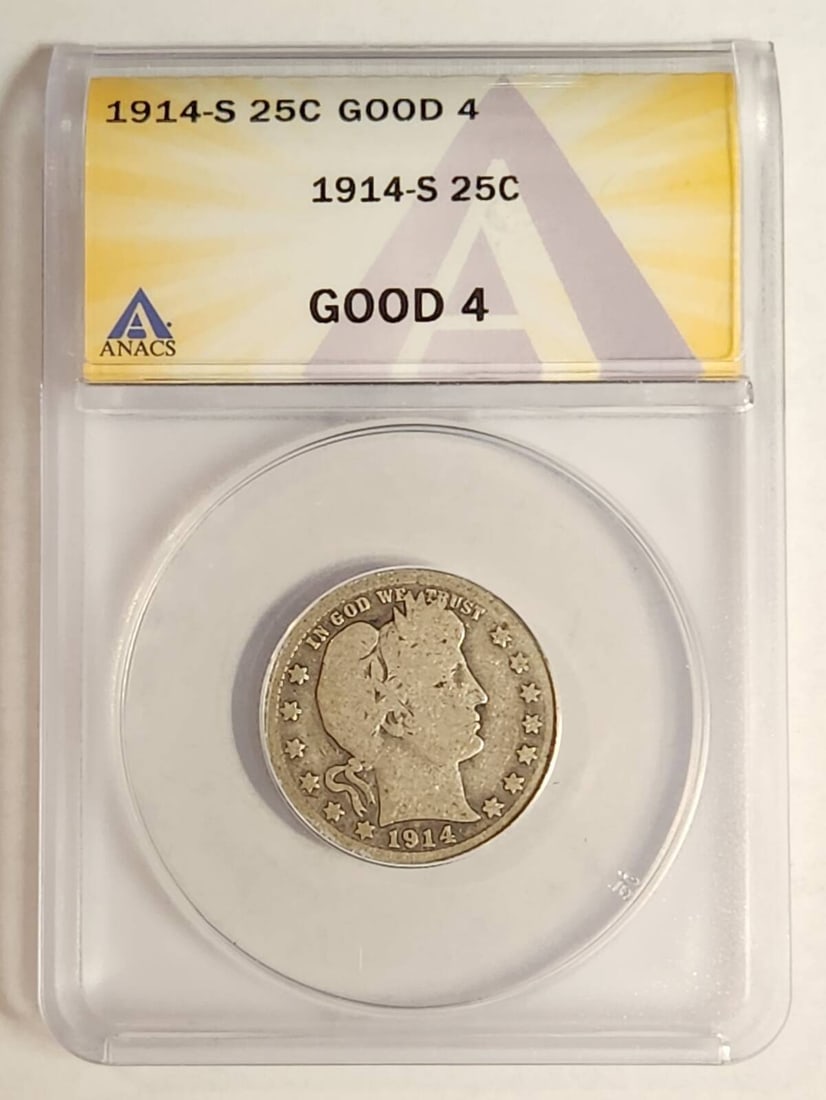 1914-S 25C GOOD 4
1914-S 25C
GOOD 4
A
ANACS
IN GOD WE TRUST
1914